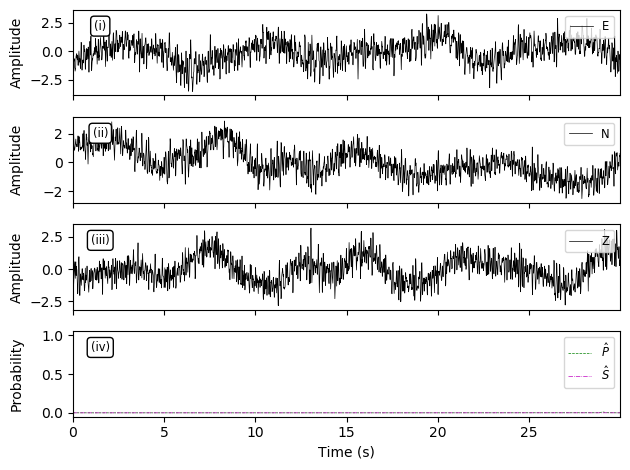 (i)
E
Amplitude
2.5
0.0
−2.5
(ii)
N
Amplitude
2
0
−2
(iii)
Z
Amplitude
2.5
0.0
−2.5
(iv)
P̂
Ŝ
Probability
1.0
0.5
0.0
0 5 10 15 20 25
Time (s)